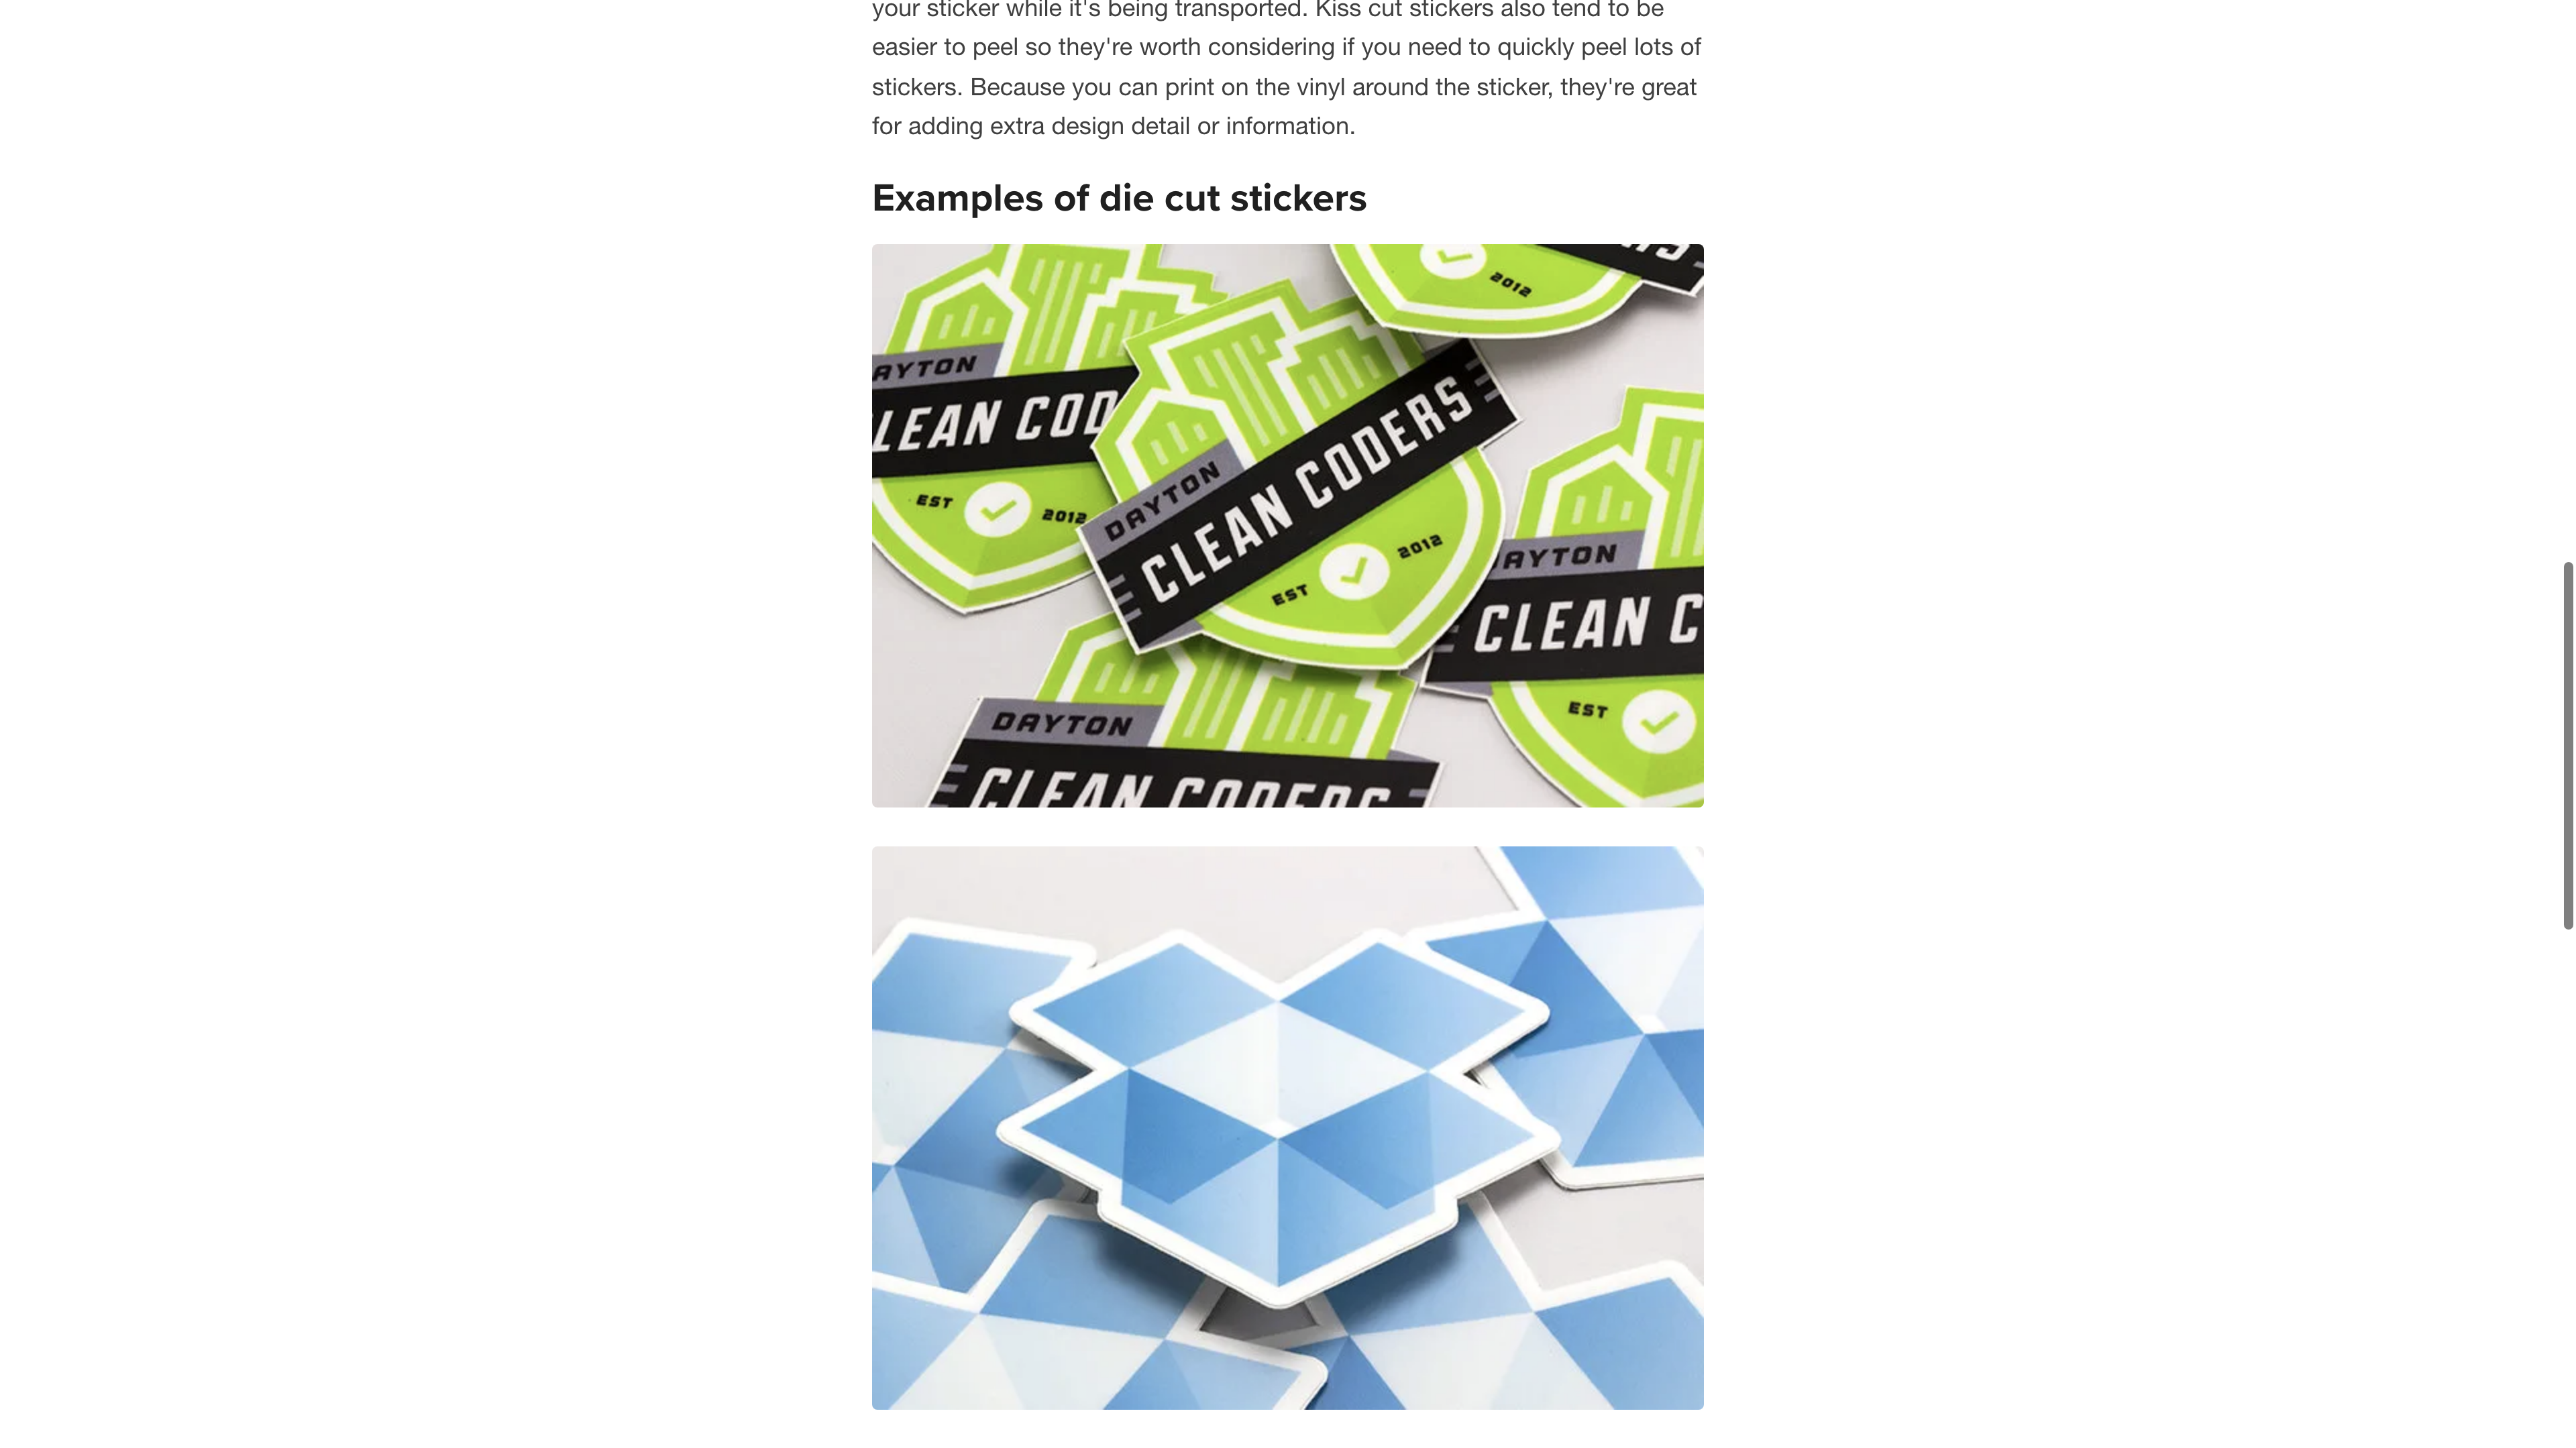 your sticker while it's being transported. Kiss cut stickers also tend to be
easier to peel so they're worth considering if you need to quickly peel lots of
stickers. Because you can print on the vinyl around the sticker, they're great
for adding extra design detail or information.
Examples of die cut stickers
2012
AYTON
LEAN COD
EST 2012
DAYTON
CLEAN CODERS
EST 2012
AYTON
CLEAN C
EST
DAYTON
CLEAN CODERS